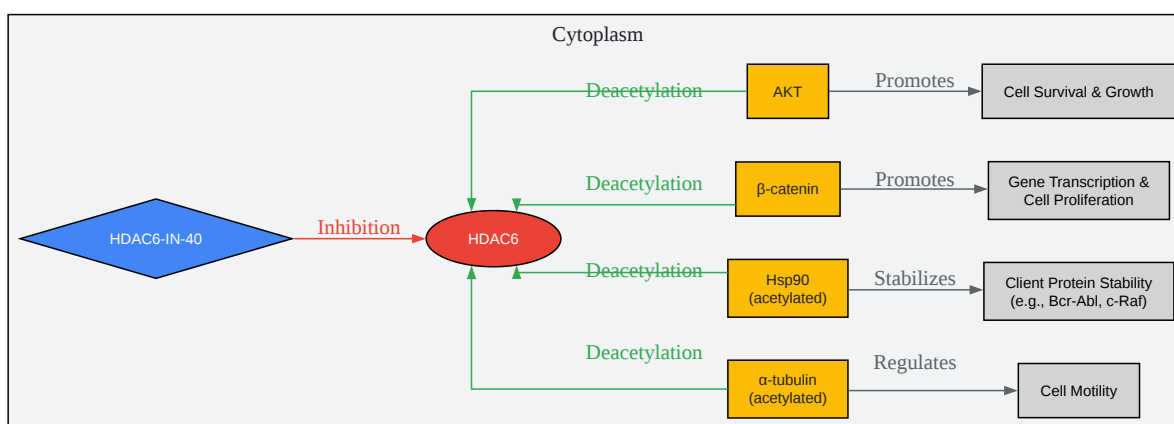 Cytoplasm
Deacetylation
AKT
Promotes
Cell Survival & Growth
Deacetylation
β-catenin
Promotes
Gene Transcription &
Cell Proliferation
HDAC6-IN-40
Inhibition
HDAC6
Deacetylation
Hsp90
(acetylated)
Stabilizes
Client Protein Stability
(e.g., Bcr-Abl, c-Raf)
Deacetylation
α-tubulin
(acetylated)
Regulates
Cell Motility